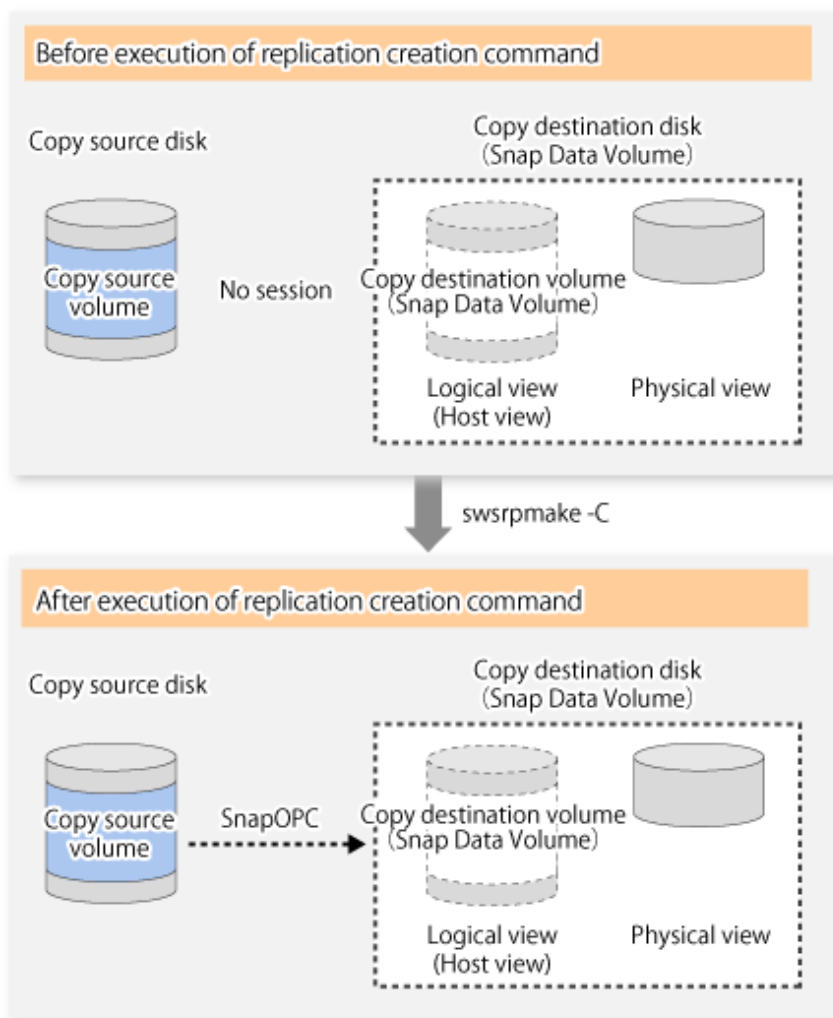 Before execution of replication creation command
Copy source disk
Copy destination disk
(Snap Data Volume)
Copy source
volume
No session
Copy destination volume
(Snap Data Volume)
Logical view
(Host view)
Physical view
swsrpmake -C
After execution of replication creation command
Copy source disk
Copy destination disk
(Snap Data Volume)
Copy source
volume
SnapOPC
Copy destination volume
(Snap Data Volume)
Logical view
(Host view)
Physical view